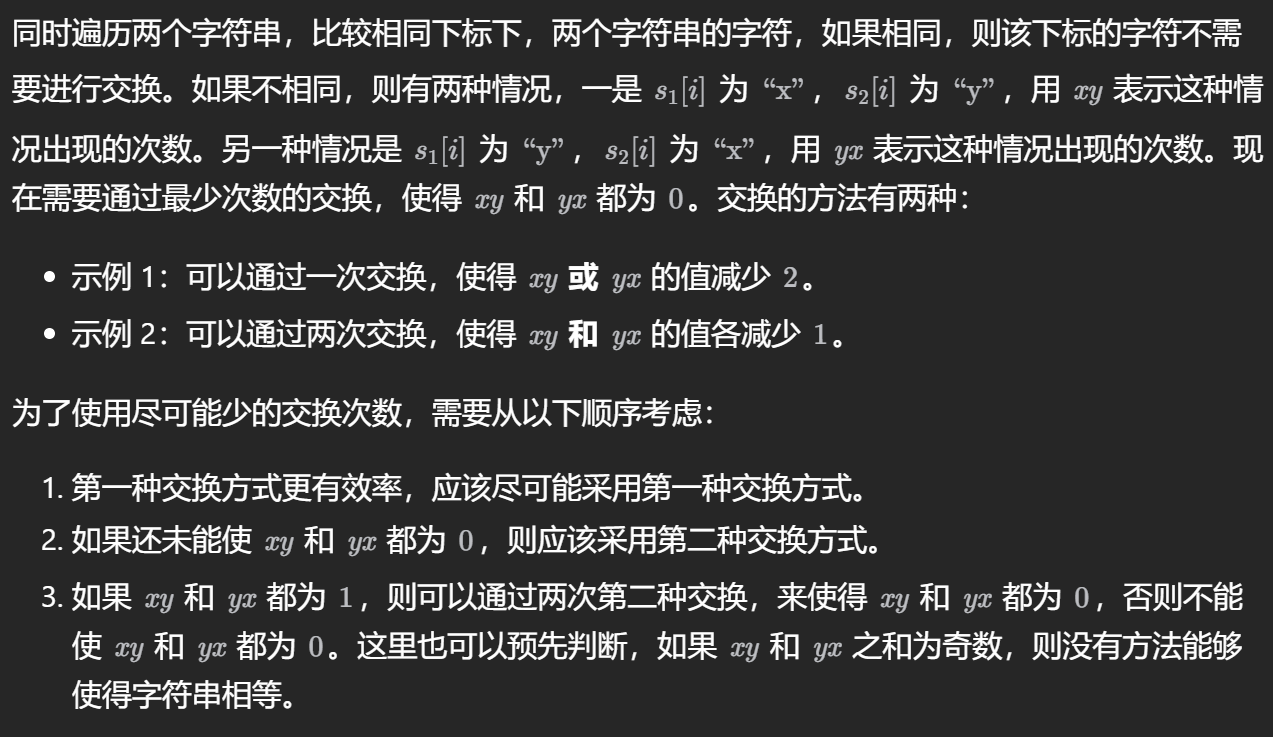 同时遍历两个字符串，比较相同下标下，两个字符串的字符，如果相同，则该下标的字符不需
要进行交换。如果不相同，则有两种情况，一是 s₁[i] 为 “x”，s₂[i] 为 “y”，用 xy 表示这种情
况出现的次数。另一种情况是 s₁[i] 为 “y”，s₂[i] 为 “x”，用 yx 表示这种情况出现的次数。现
在需要通过最少次数的交换，使得 xy 和 yx 都为 0。交换的方法有两种：
• 示例 1：可以通过一次交换，使得 xy 或 yx 的值减少 2。
• 示例 2：可以通过两次交换，使得 xy 和 yx 的值各减少 1。
为了使用尽可能少的交换次数，需要从以下顺序考虑：
1. 第一种交换方式更有效率，应该尽可能采用第一种交换方式。
2. 如果还未能使 xy 和 yx 都为 0，则应该采用第二种交换方式。
3. 如果 xy 和 yx 都为 1，则可以通过两次第二种交换，来使得 xy 和 yx 都为 0，否则不能
使 xy 和 yx 都为 0。这里也可以预先判断，如果 xy 和 yx 之和为奇数，则没有方法能够
使得字符串相等。